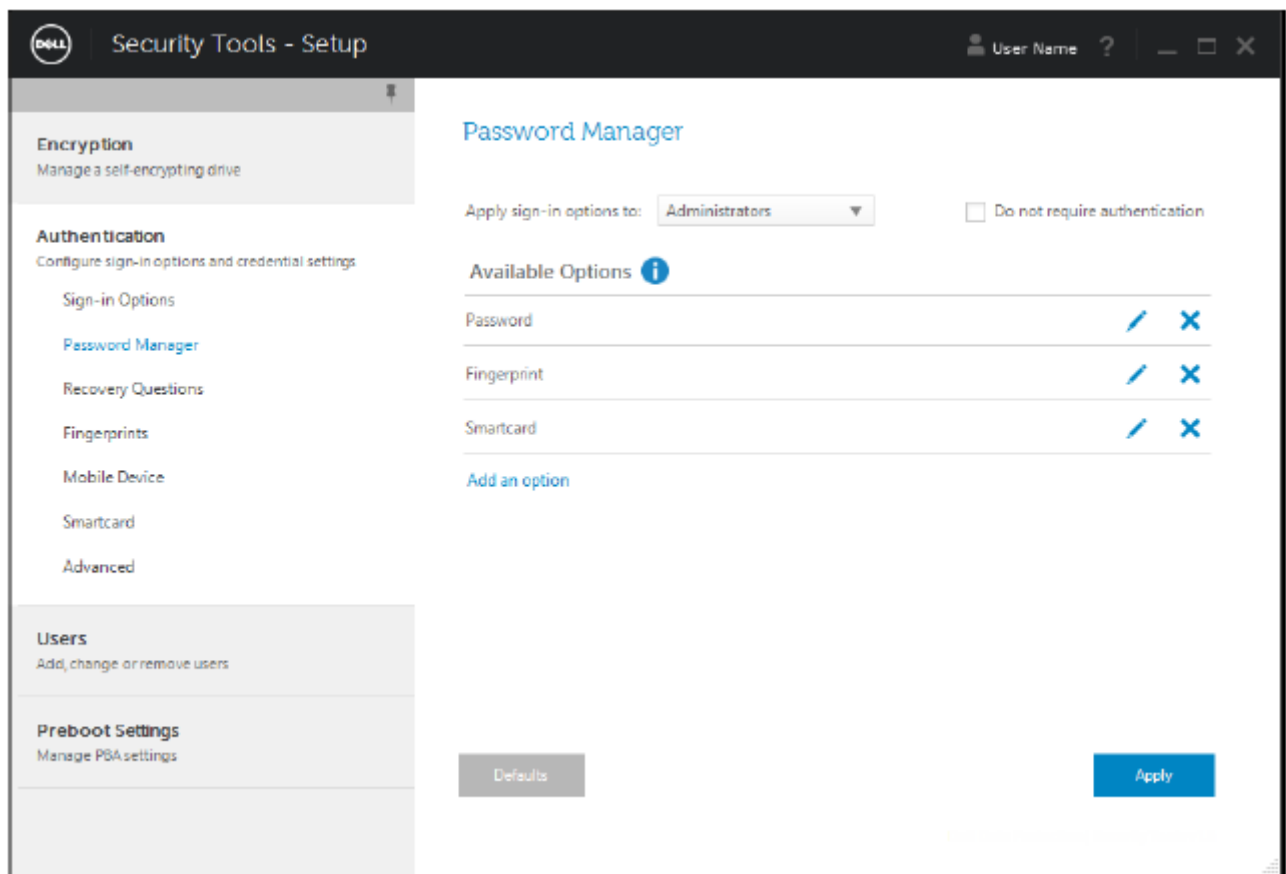 DELL
Security Tools - Setup
User Name
?
Encryption
Manage a self-encrypting drive
Authentication
Configure sign-in options and credential settings
Sign-in Options
Password Manager
Recovery Questions
Fingerprints
Mobile Device
Smartcard
Advanced
Users
Add, change or remove users
Preboot Settings
Manage PBA settings
Password Manager
Apply sign-in options to: Administrators
Do not require authentication
Available Options i
Password
Fingerprint
Smartcard
Add an option
Defaults
Apply